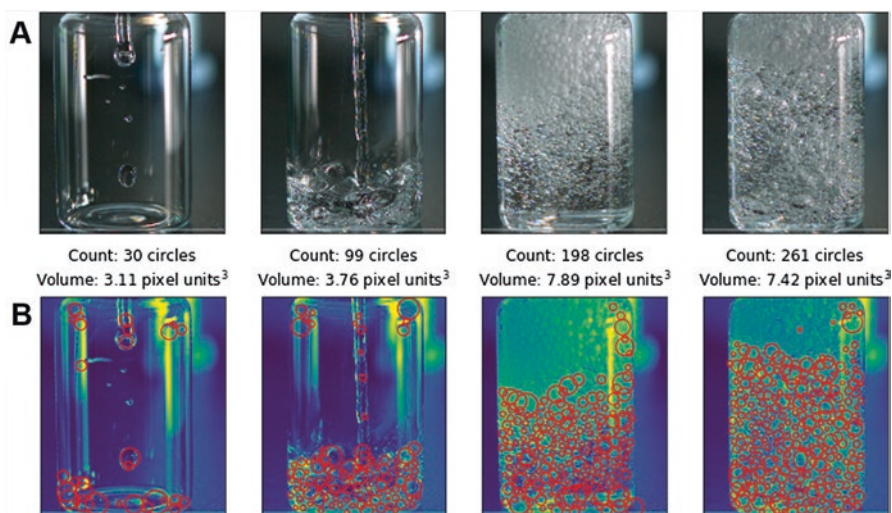 A
Count: 30 circles
Volume: 3.11 pixel units³
Count: 99 circles
Volume: 3.76 pixel units³
Count: 198 circles
Volume: 7.89 pixel units³
Count: 261 circles
Volume: 7.42 pixel units³
B